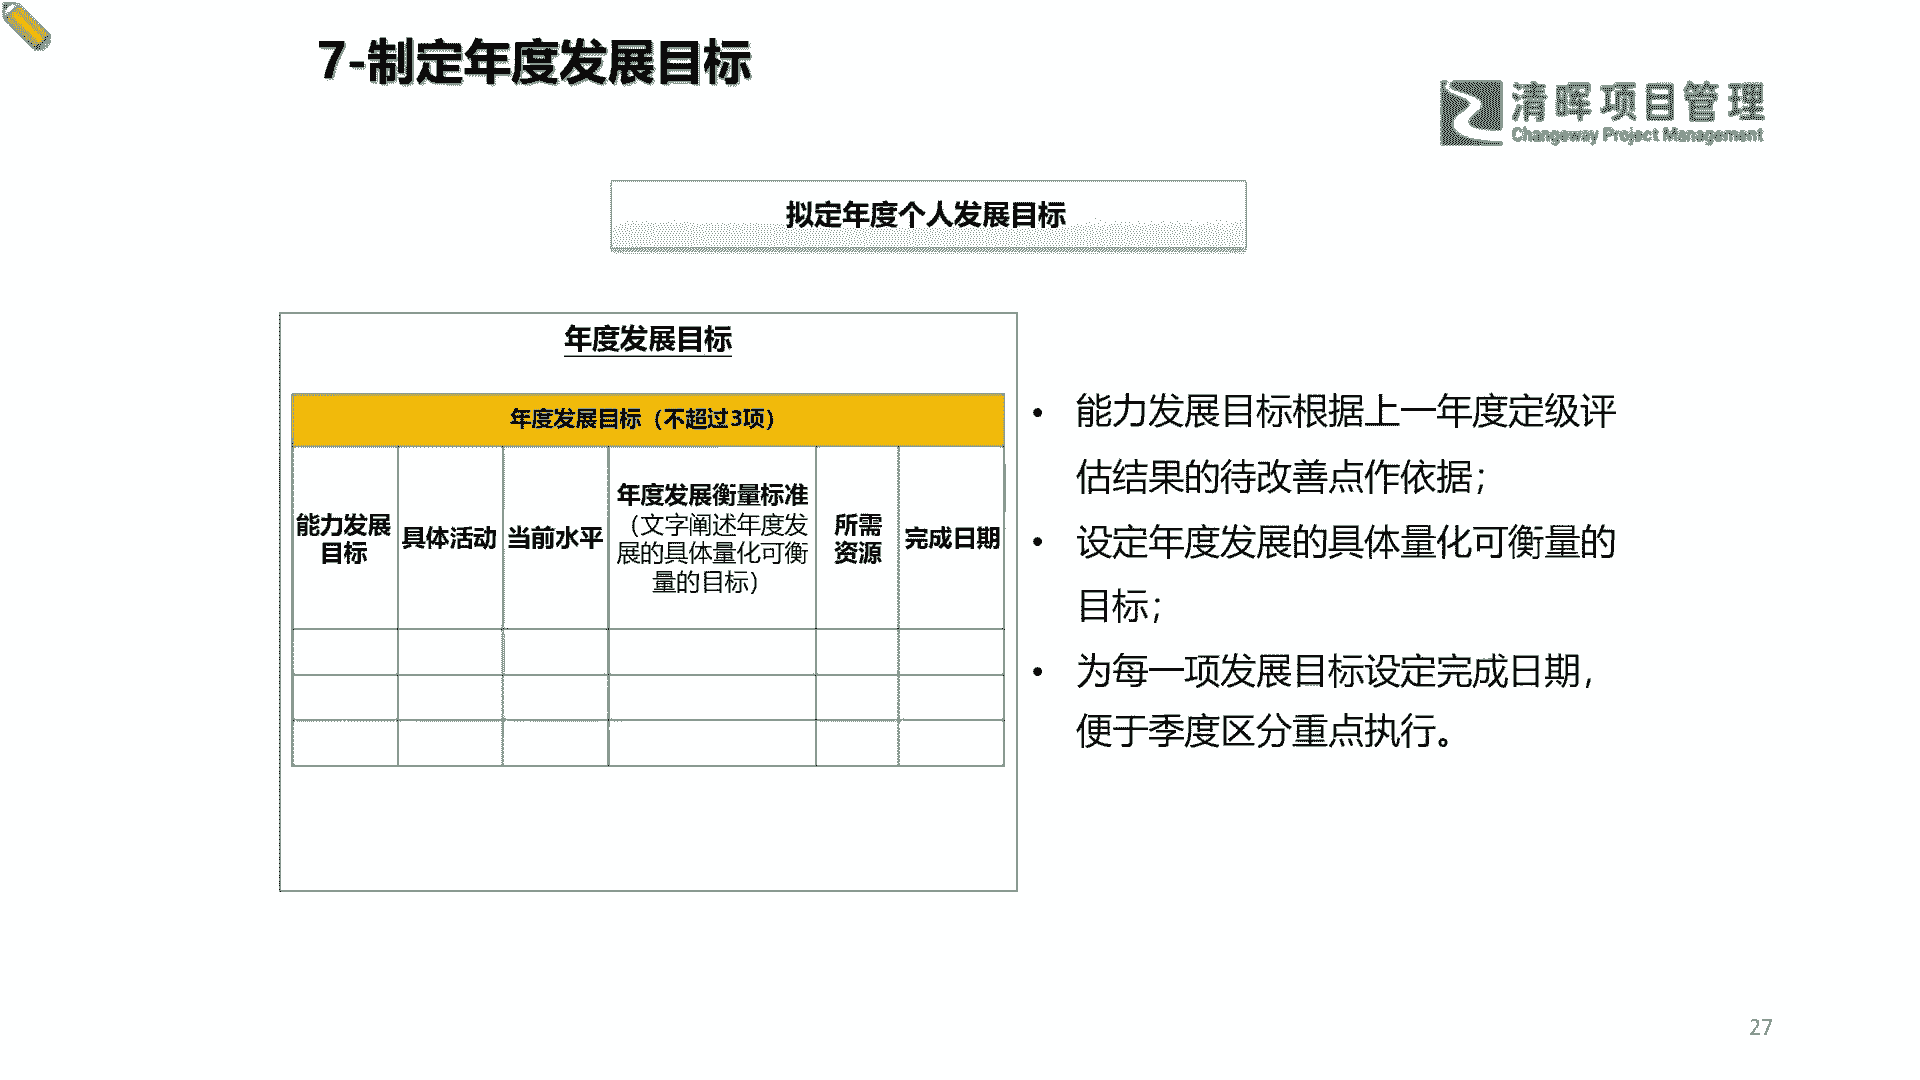 7-制定年度发展目标
清晖项目管理
Changeway Project Management
拟定年度个人发展目标
年度发展目标
年度发展目标（不超过3项）
能力发展
目标
具体活动
当前水平
年度发展衡量标准
（文字阐述年度发
展的具体量化可衡
量的目标）
所需
资源
完成日期
• 能力发展目标根据上一年度定级评
估结果的待改善点作依据；
• 设定年度发展的具体量化可衡量的
目标；
• 为每一项发展目标设定完成日期，
便于季度区分重点执行。
27